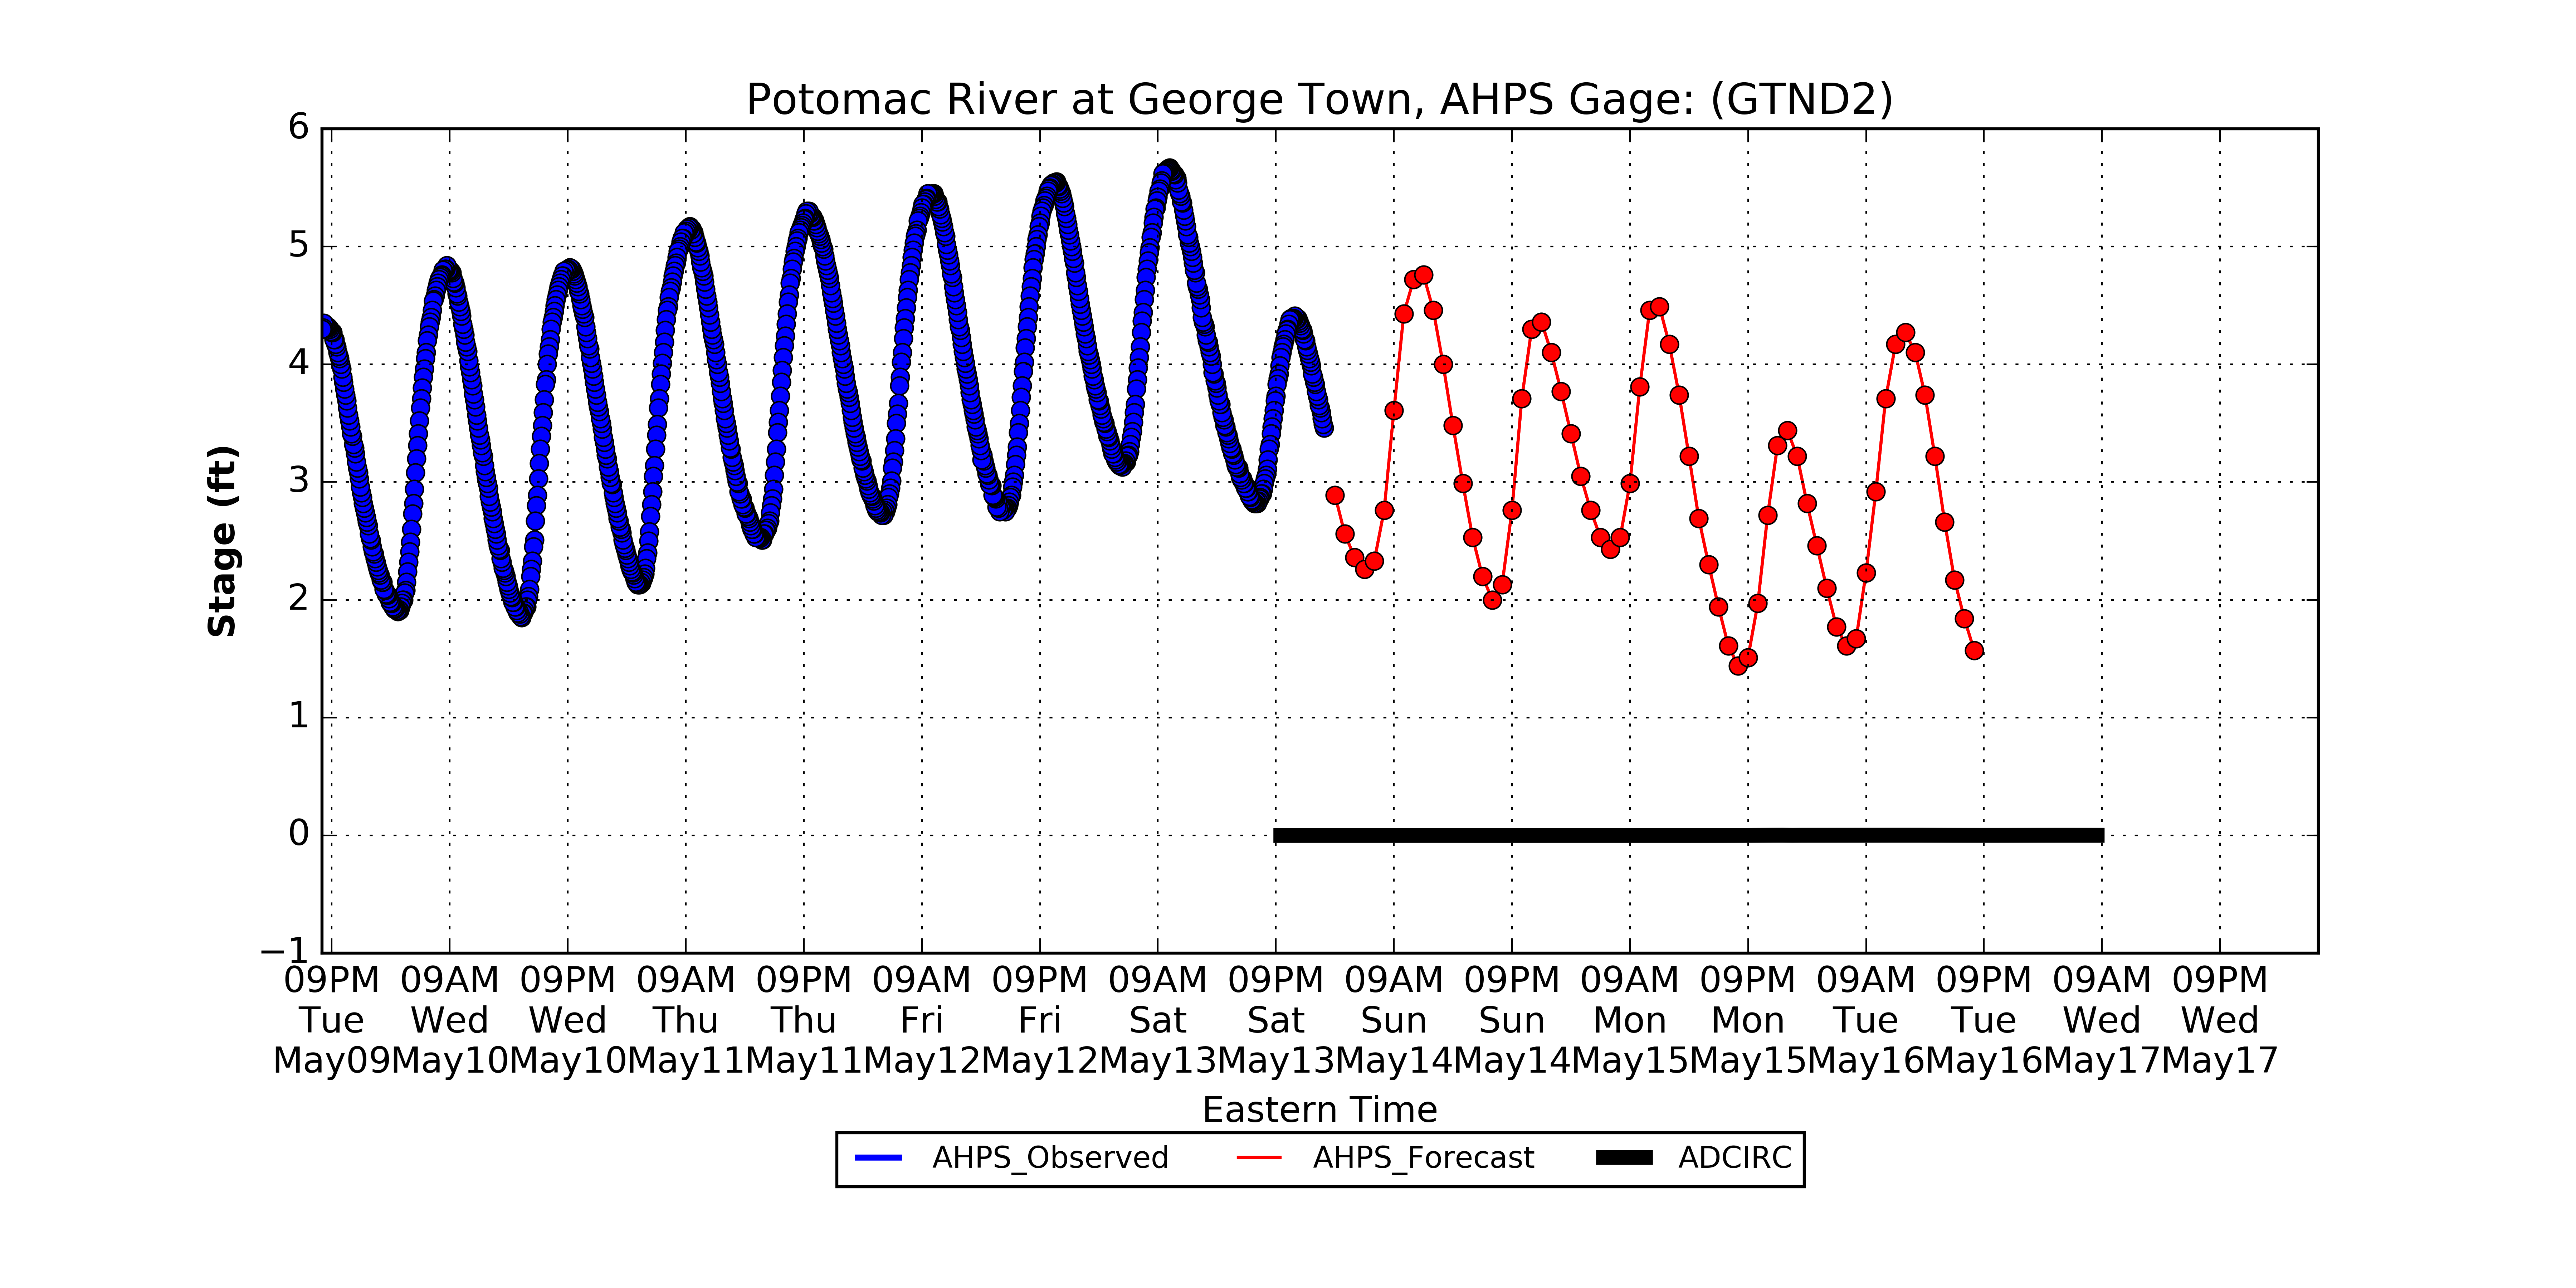 Potomac River at George Town, AHPS Gage: (GTND2)
6
5
4
3
2
1
0
−1
Stage (ft)
09PM 09AM 09PM 09AM 09PM 09AM 09PM 09AM 09PM 09AM 09PM 09AM 09PM 09AM 09PM 09AM 09PM
Tue Wed Wed Thu Thu Fri Fri Sat Sat Sun Sun Mon Mon Tue Tue Wed Wed
May09 May10 May10 May11 May11 May12 May12 May13 May13 May14 May14 May15 May15 May16 May16 May17 May17
Eastern Time
AHPS_Observed AHPS_Forecast ADCIRC